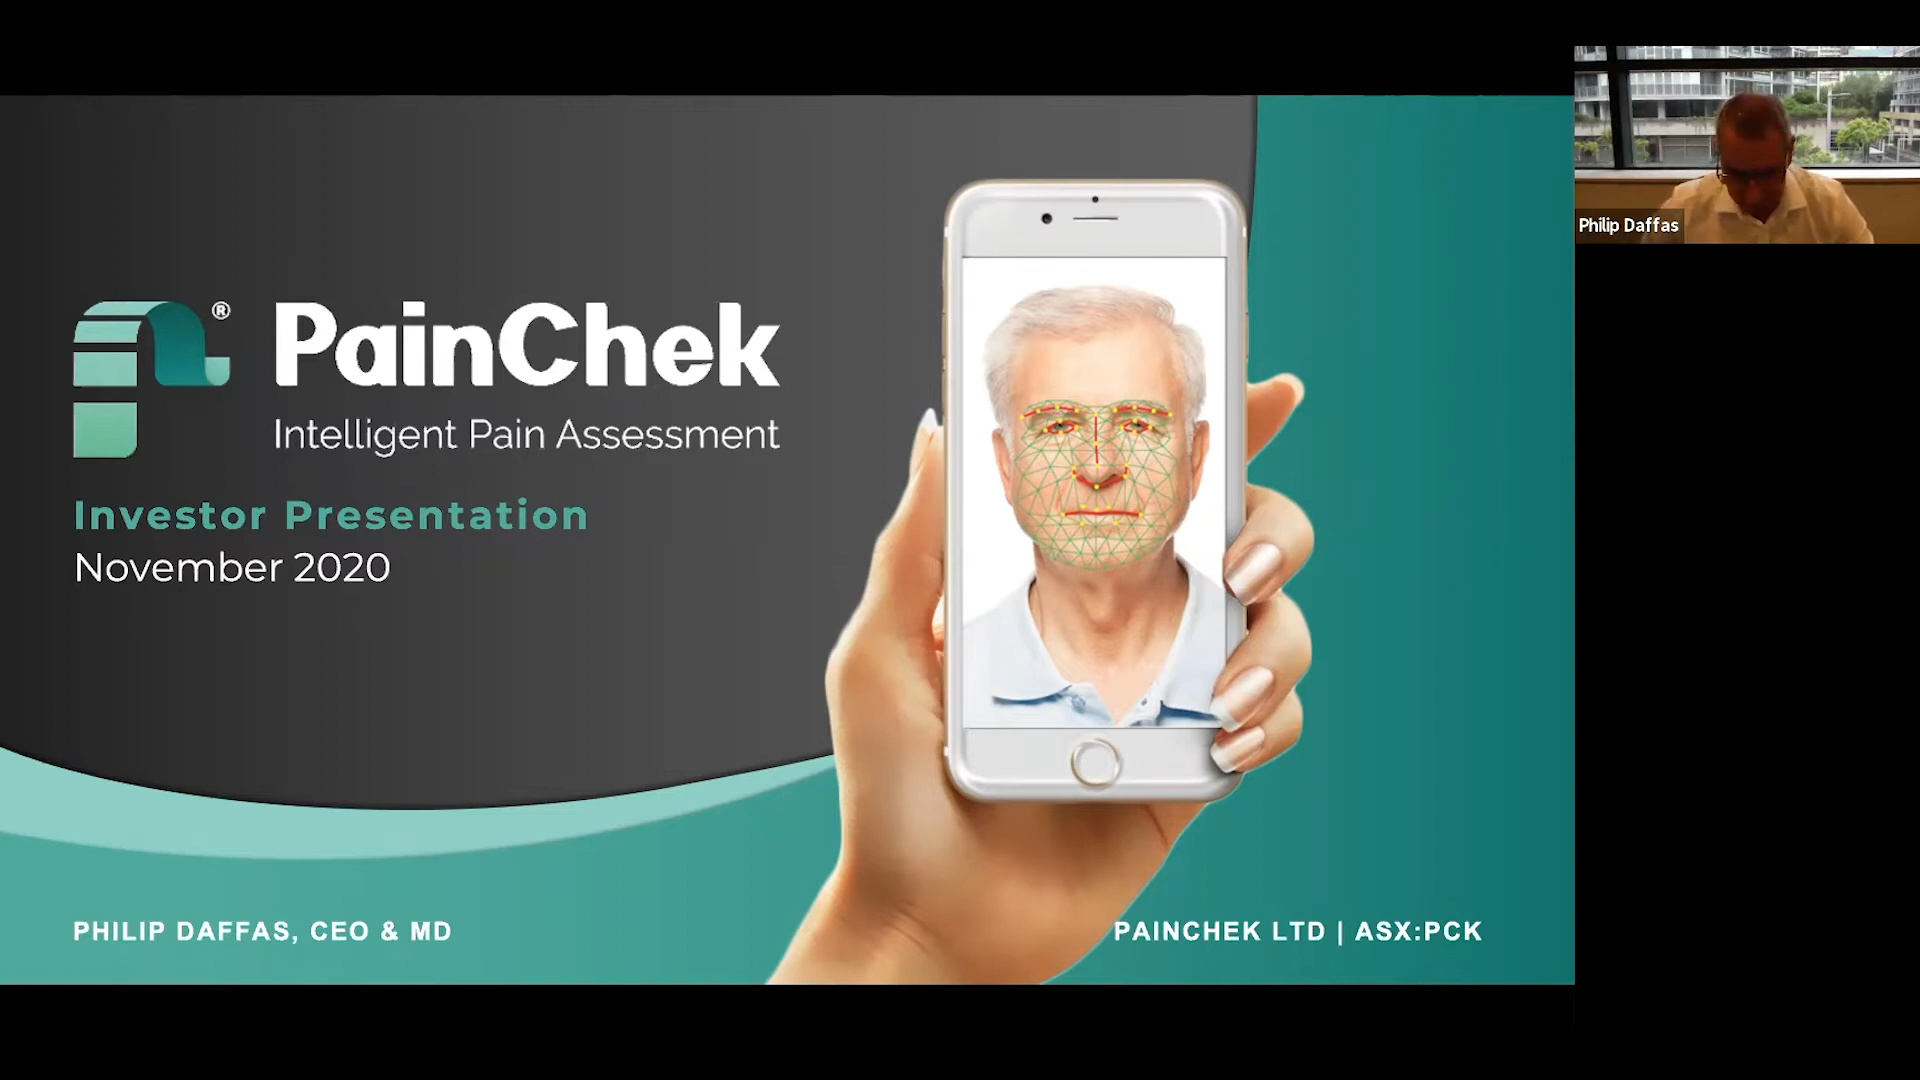 ®
PainChek
Intelligent Pain Assessment
Investor Presentation
November 2020
PHILIP DAFFAS, CEO & MD
PAINCHEK LTD | ASX:PCK
Philip Daffas